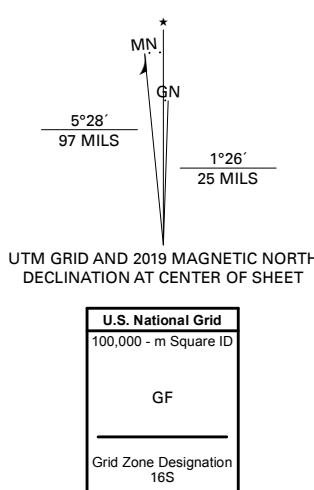 ★
MN
GN
5°28´
97 MILS
1°26´
25 MILS
UTM GRID AND 2019 MAGNETIC NORTH
DECLINATION AT CENTER OF SHEET
U.S. National Grid
100,000 - m Square ID
GF
Grid Zone Designation
16S